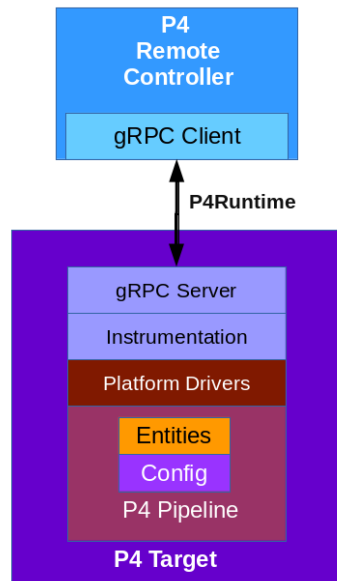 P4
Remote
Controller
gRPC Client
P4Runtime
gRPC Server
Instrumentation
Platform Drivers
Entities
Config
P4 Pipeline
P4 Target